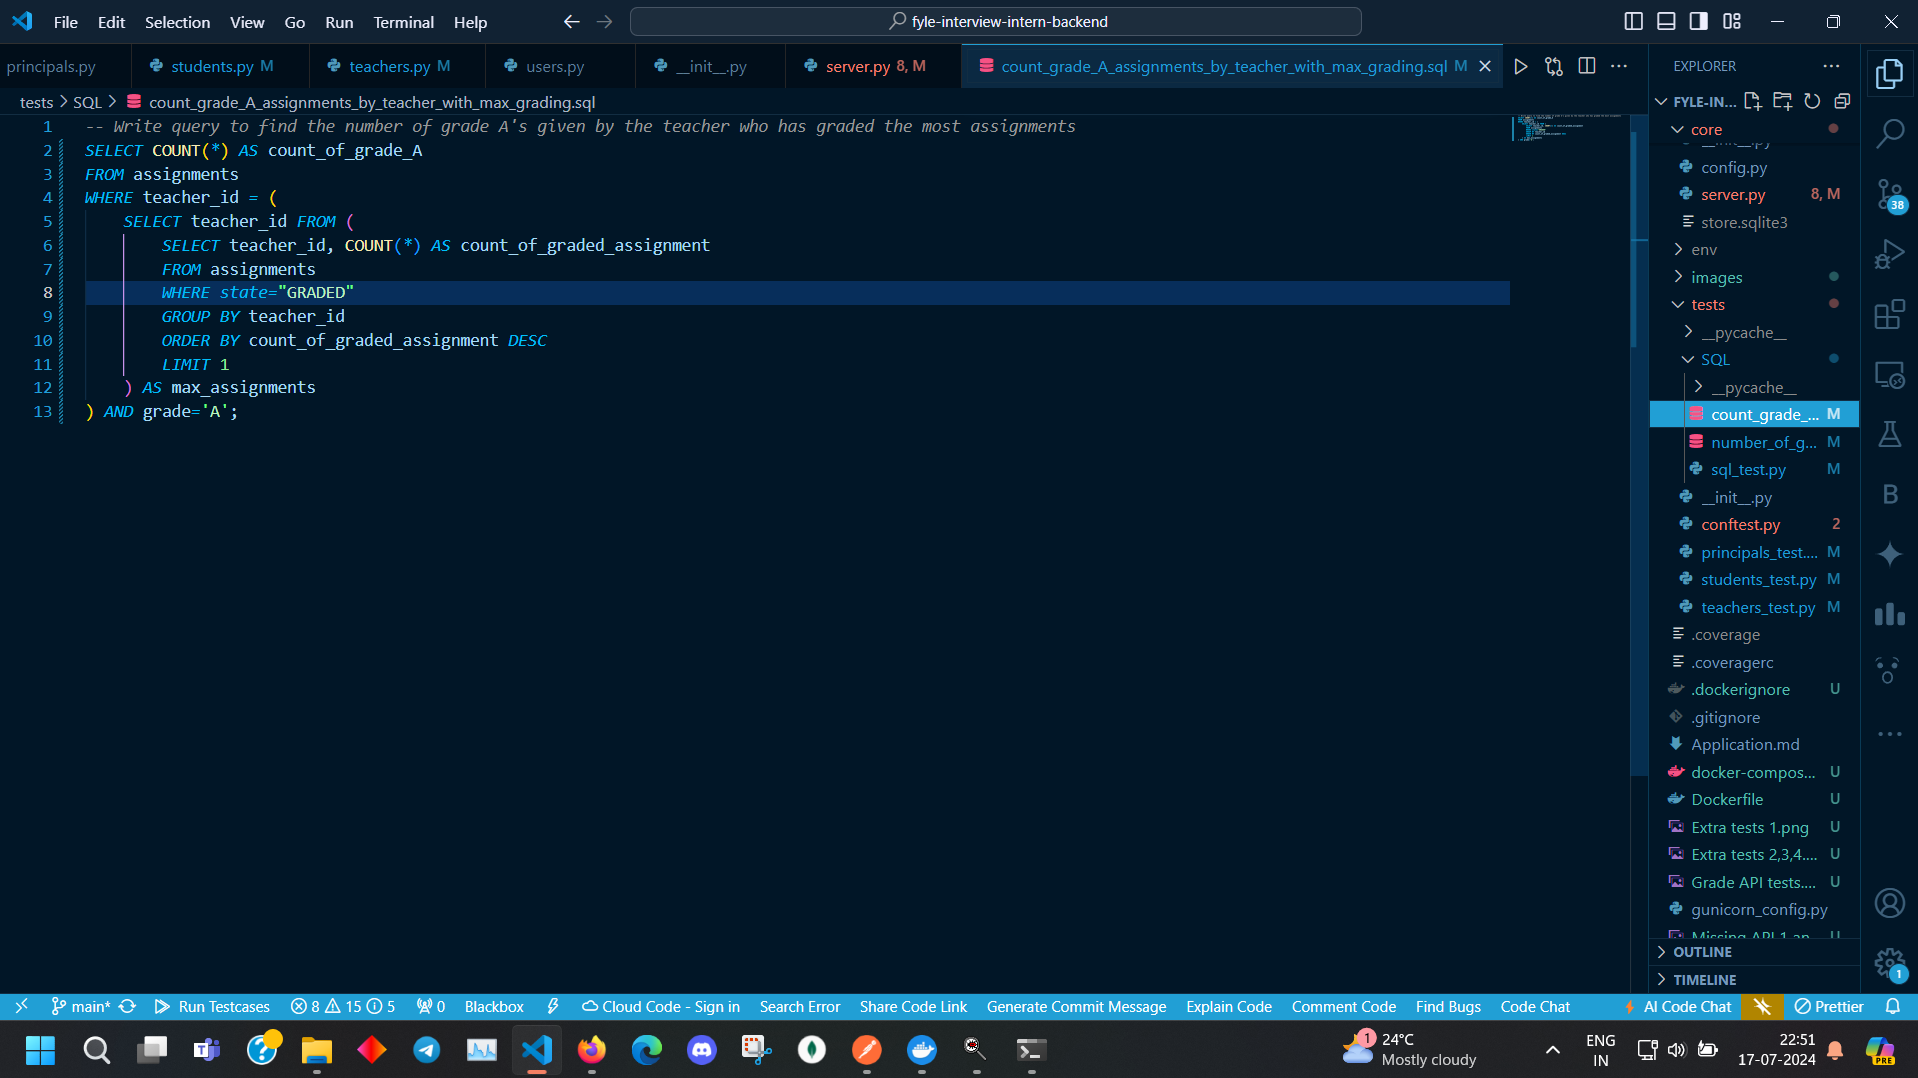 File Edit Selection View Go Run Terminal Help
fyle-interview-intern-backend
principals.py
students.py M
teachers.py M
users.py
__init__.py
server.py 8, M
count_grade_A_assignments_by_teacher_with_max_grading.sql M
tests > SQL > count_grade_A_assignments_by_teacher_with_max_grading.sql
1 -- Write query to find the number of grade A's given by the teacher who has graded the most assignments
2 SELECT COUNT(*) AS count_of_grade_A
3 FROM assignments
4 WHERE teacher_id = (
5 SELECT teacher_id FROM (
6 SELECT teacher_id, COUNT(*) AS count_of_graded_assignment
7 FROM assignments
8 WHERE state="GRADED"
9 GROUP BY teacher_id
10 ORDER BY count_of_graded_assignment DESC
11 LIMIT 1
12 ) AS max_assignments
13 ) AND grade='A';
EXPLORER
FYLE-IN...
core
__init__.py
config.py
server.py 8, M
store.sqlite3
env
images
tests
__pycache__
SQL
__pycache__
count_grade_... M
number_of_g... M
sql_test.py M
__init__.py
conftest.py 2
principals_test.... M
students_test.py M
teachers_test.py M
.coverage
.coveragerc
.dockerignore U
.gitignore
Application.md
docker-compos... U
Dockerfile U
Extra tests 1.png U
Extra tests 2,3,4.... U
Grade API tests.... U
gunicorn_config.py
Missing API 1.an U
OUTLINE
TIMELINE
38
B
1
main* Run Testcases 8 15 5 0 Blackbox Cloud Code - Sign in Search Error Share Code Link Generate Commit Message Explain Code Comment Code Find Bugs Code Chat AI Code Chat Prettier
1
24°C
Mostly cloudy
ENG
IN
22:51
17-07-2024
PRE